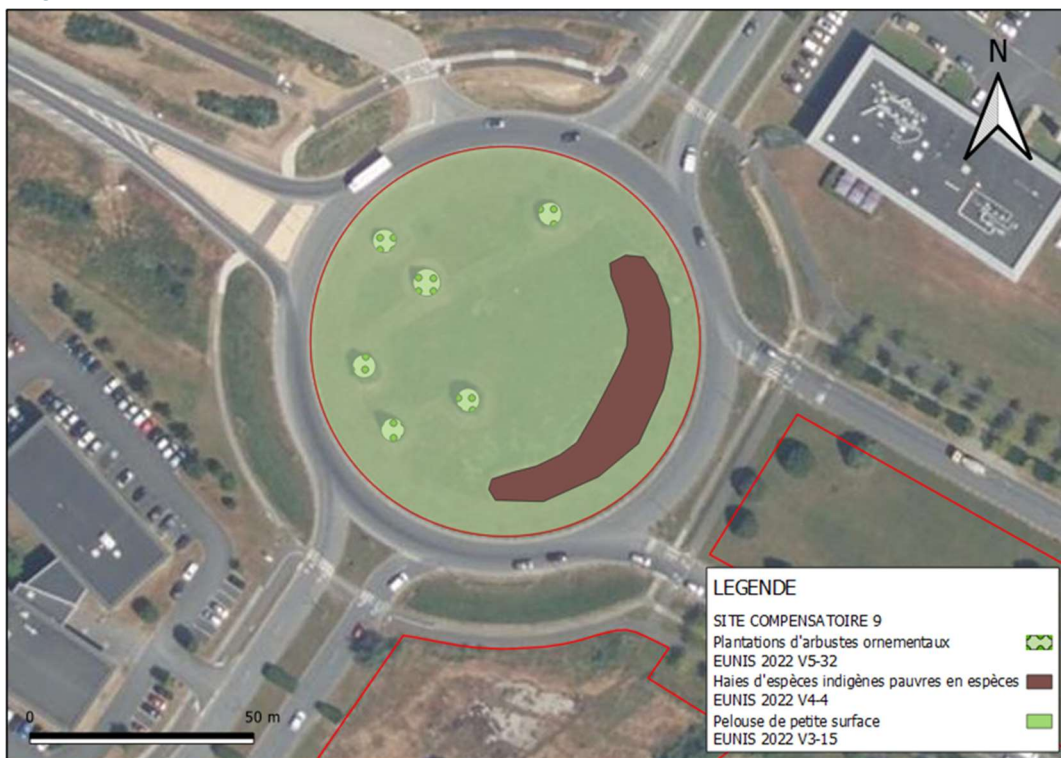 N
LEGENDE
SITE COMPENSATOIRE 9
Plantations d'arbustes ornementaux
EUNIS 2022 V5-32
Haies d'espèces indigènes pauvres en espèces
EUNIS 2022 V4-4
Pelouse de petite surface
EUNIS 2022 V3-15
0 50 m